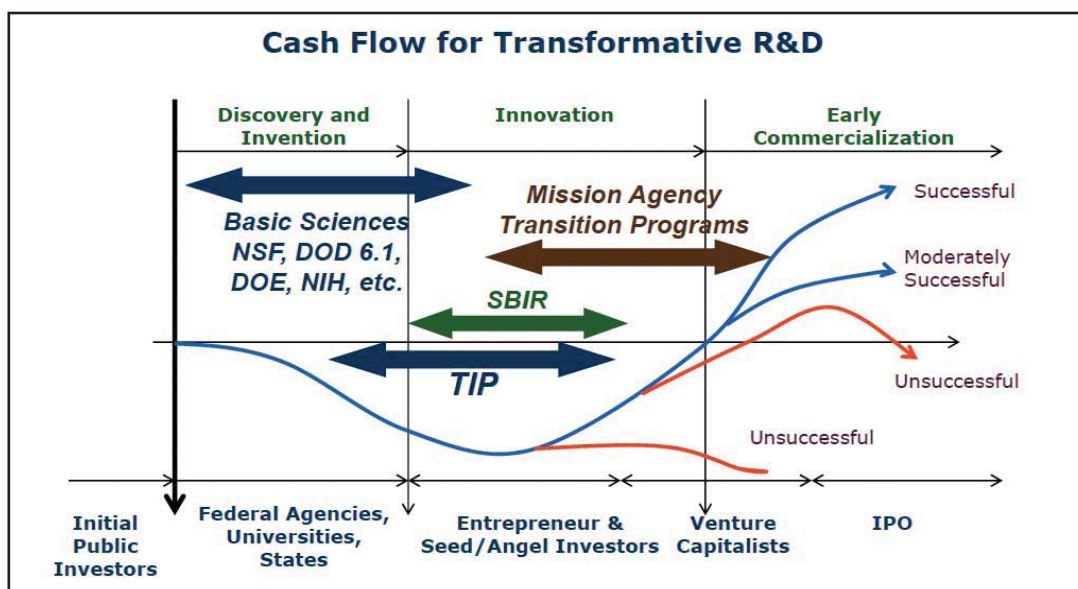 Cash Flow for Transformative R&D
Discovery and
Invention
Innovation
Early
Commercialization
Basic Sciences
NSF, DOD 6.1,
DOE, NIH, etc.
Mission Agency
Transition Programs
SBIR
TIP
Successful
Moderately
Successful
Unsuccessful
Unsuccessful
Initial
Public
Investors
Federal Agencies,
Universities,
States
Entrepreneur &
Seed/Angel Investors
Venture
Capitalists
IPO